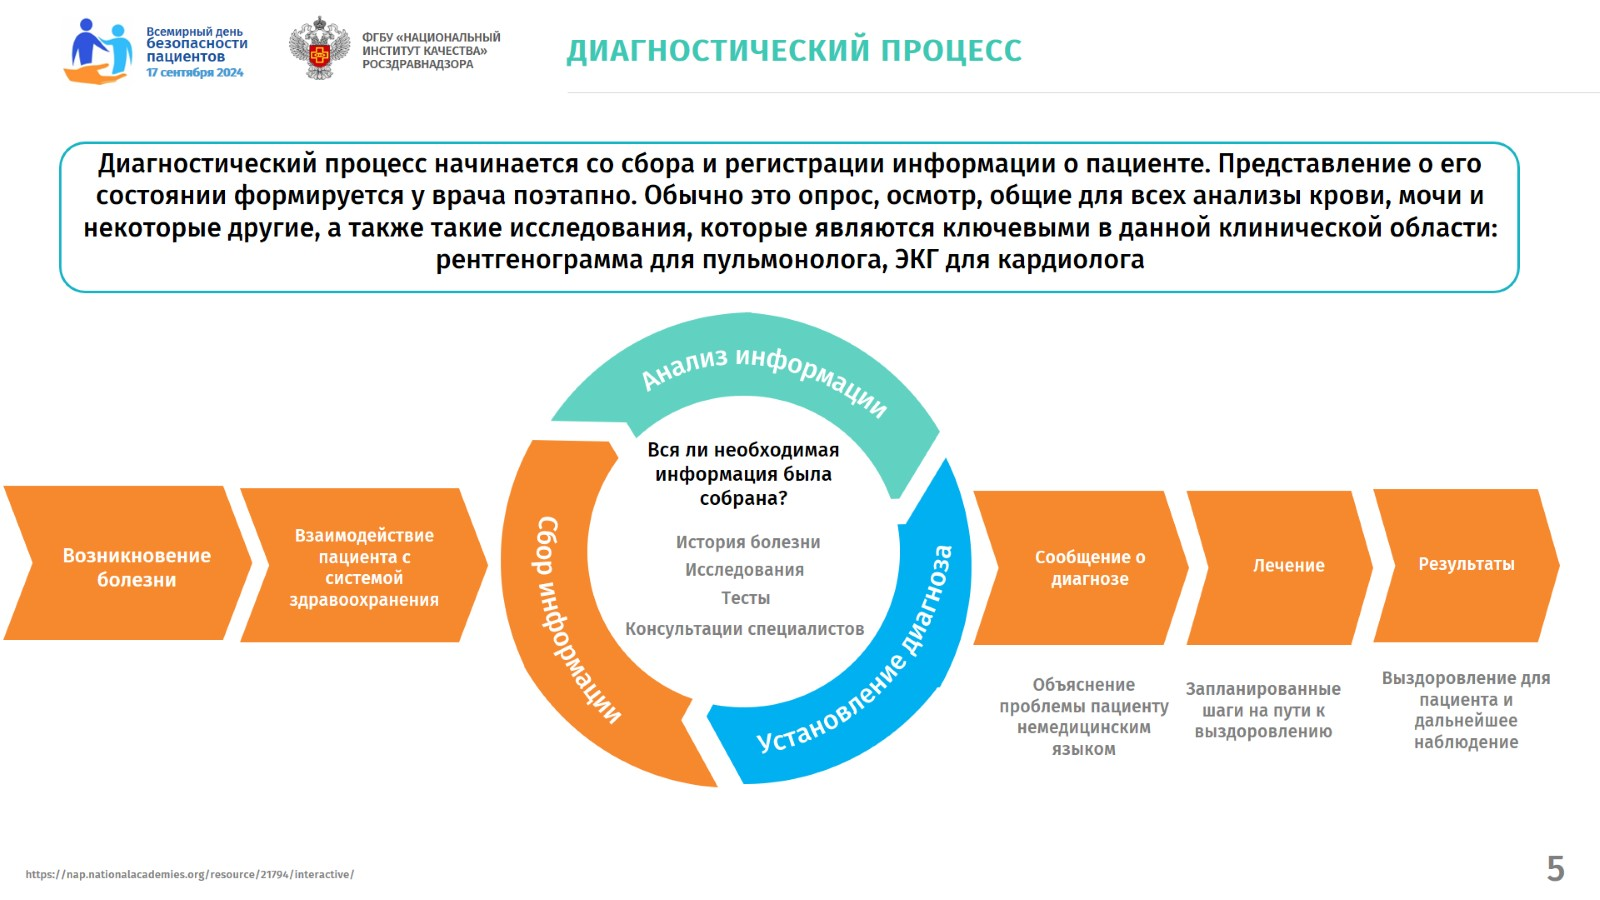 Всемирный день
безопасности
пациентов
17 сентября 2024
ФГБУ «НАЦИОНАЛЬНЫЙ
ИНСТИТУТ КАЧЕСТВА»
РОСЗДРАВНАДЗОРА
ДИАГНОСТИЧЕСКИЙ ПРОЦЕСС
Диагностический процесс начинается со сбора и регистрации информации о пациенте. Представление о его
состоянии формируется у врача поэтапно. Обычно это опрос, осмотр, общие для всех анализы крови, мочи и
некоторые другие, а также такие исследования, которые являются ключевыми в данной клинической области:
рентгенограмма для пульмонолога, ЭКГ для кардиолога
Возникновение
болезни
Взаимодействие
пациента с
системой
здравоохранения
Сбор информации
Анализ информации
Установление диагноза
Вся ли необходимая
информация была
собрана?
История болезни
Исследования
Тесты
Консультации специалистов
Сообщение о
диагнозе
Объяснение
проблемы пациенту
немедицинским
языком
Лечение
Запланированные
шаги на пути к
выздоровлению
Результаты
Выздоровление для
пациента и
дальнейшее
наблюдение
https://nap.nationalacademies.org/resource/21794/interactive/
5